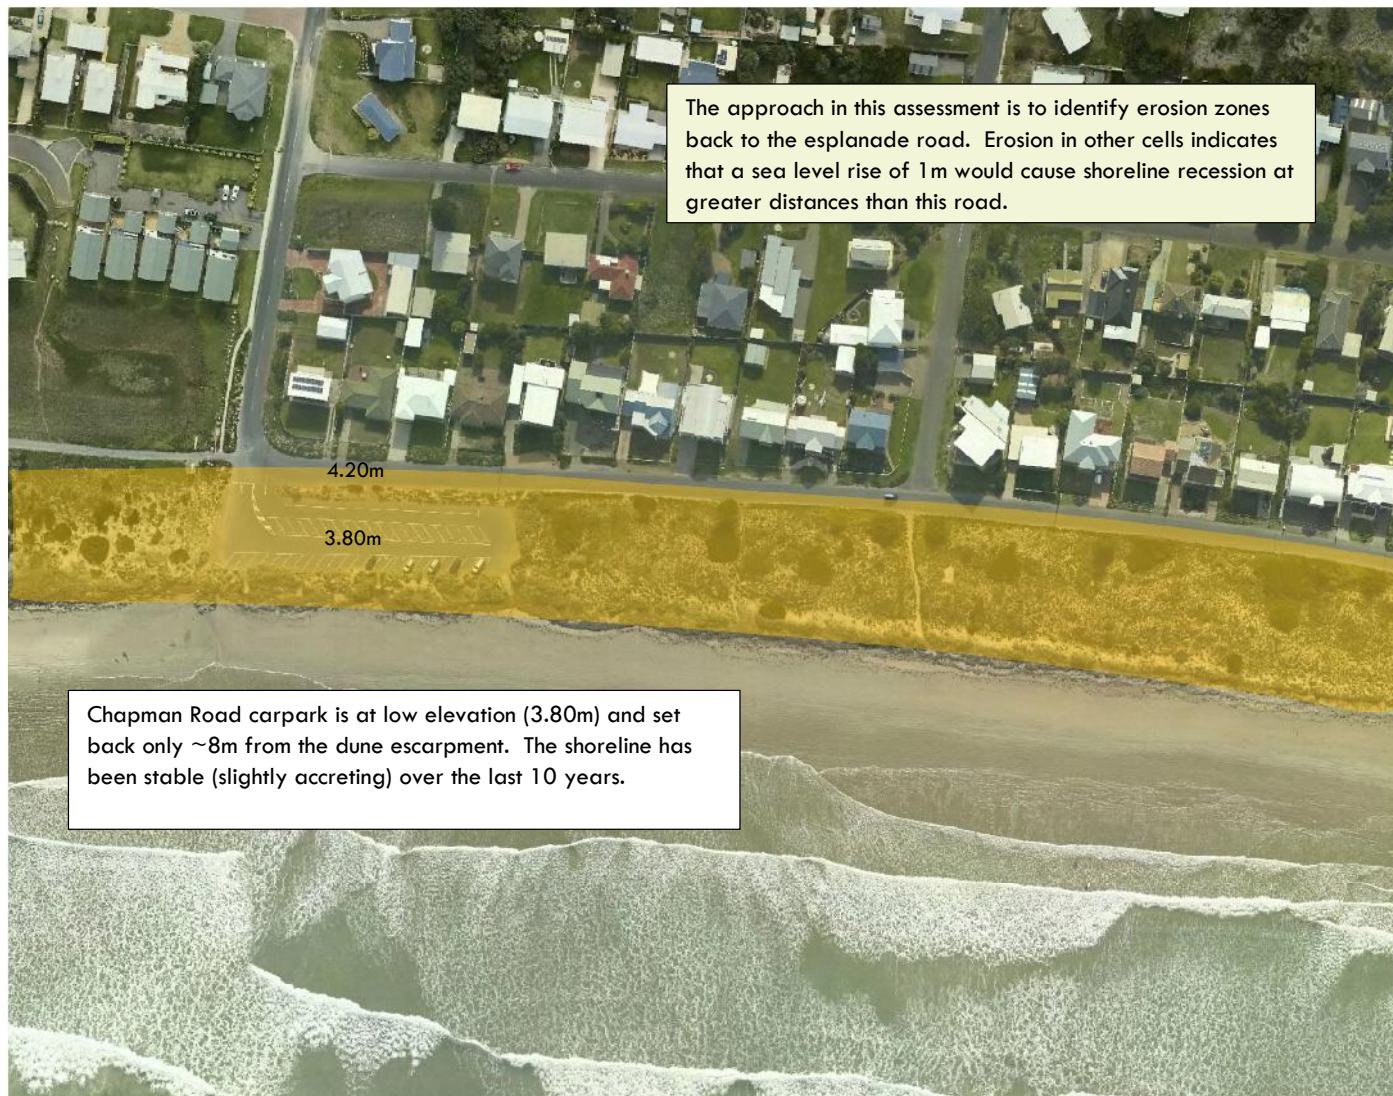 The approach in this assessment is to identify erosion zones
back to the esplanade road.  Erosion in other cells indicates
that a sea level rise of 1m would cause shoreline recession at
greater distances than this road.
4.20m
3.80m
Chapman Road carpark is at low elevation (3.80m) and set
back only ~8m from the dune escarpment.  The shoreline has
been stable (slightly accreting) over the last 10 years.